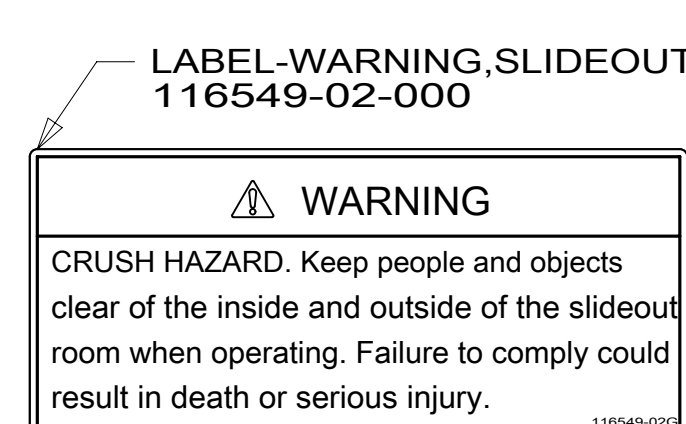 LABEL-WARNING,SLIDEOUT
116549-02-000
WARNING
CRUSH HAZARD. Keep people and objects
clear of the inside and outside of the slideout
room when operating. Failure to comply could
result in death or serious injury.
116549-02G